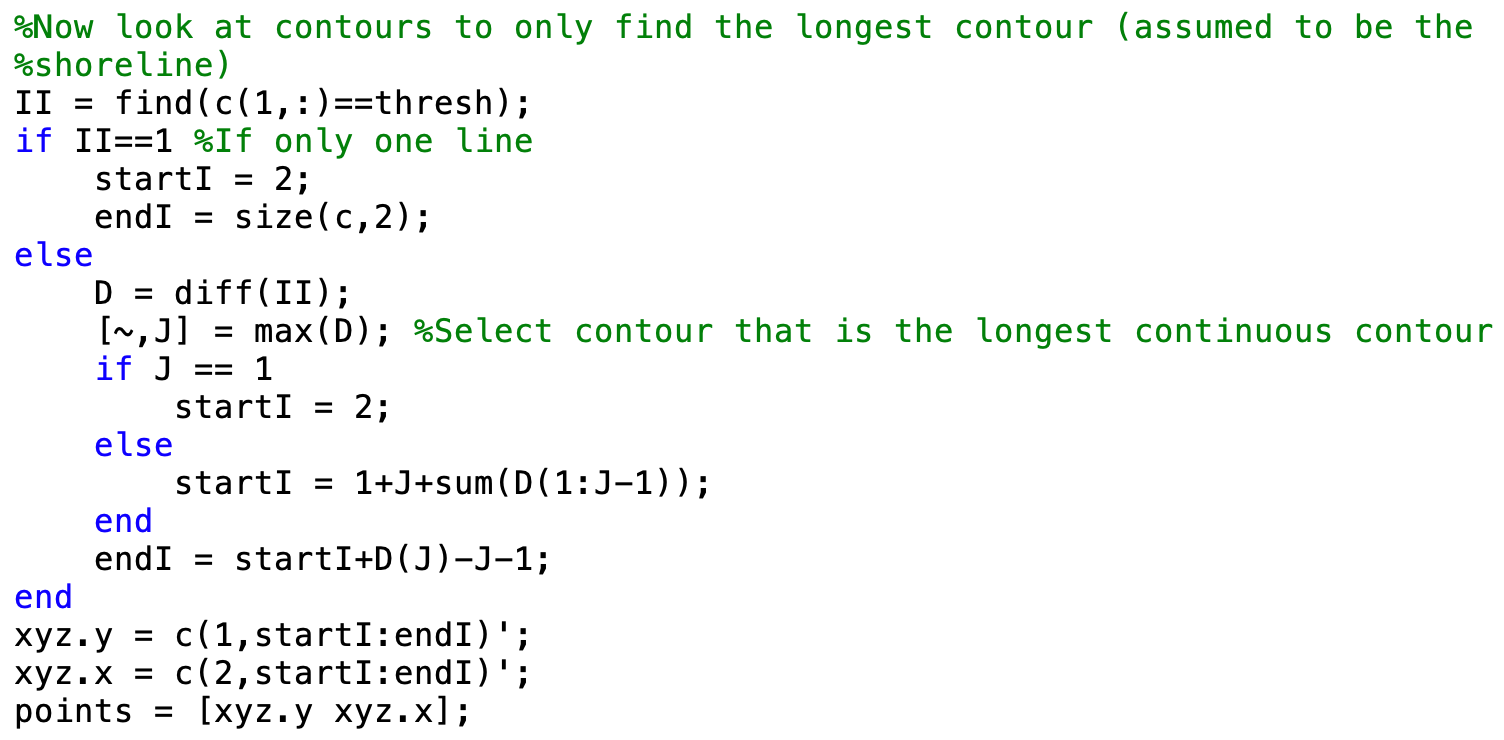 %Now look at contours to only find the longest contour (assumed to be the
%shoreline)
II = find(c(1,:)==thresh);
if II==1 %If only one line
    startI = 2;
    endI = size(c,2);
else
    D = diff(II);
    [~,J] = max(D); %Select contour that is the longest continuous contour
    if J == 1
        startI = 2;
    else
        startI = 1+J+sum(D(1:J-1));
    end
    endI = startI+D(J)-J-1;
end
xyz.y = c(1,startI:endI)';
xyz.x = c(2,startI:endI)';
points = [xyz.y xyz.x];